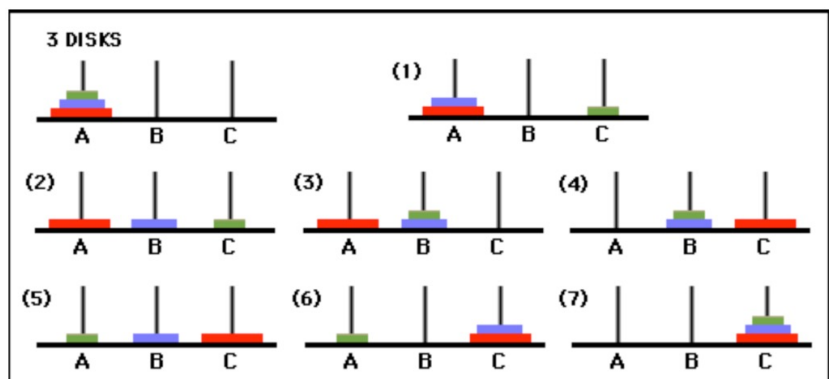 3 DISKS
A B C
(1)
A B C
(2)
A B C
(3)
A B C
(4)
A B C
(5)
A B C
(6)
A B C
(7)
A B C